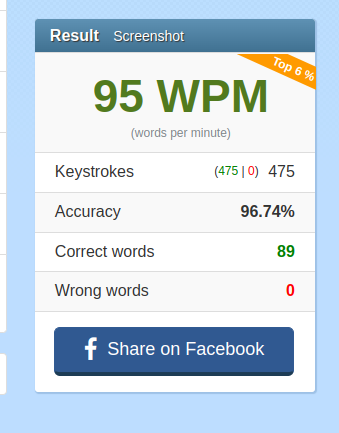 Result Screenshot
Top 6 %
95 WPM
(words per minute)
Keystrokes (475 | 0) 475
Accuracy 96.74%
Correct words 89
Wrong words 0
Share on Facebook